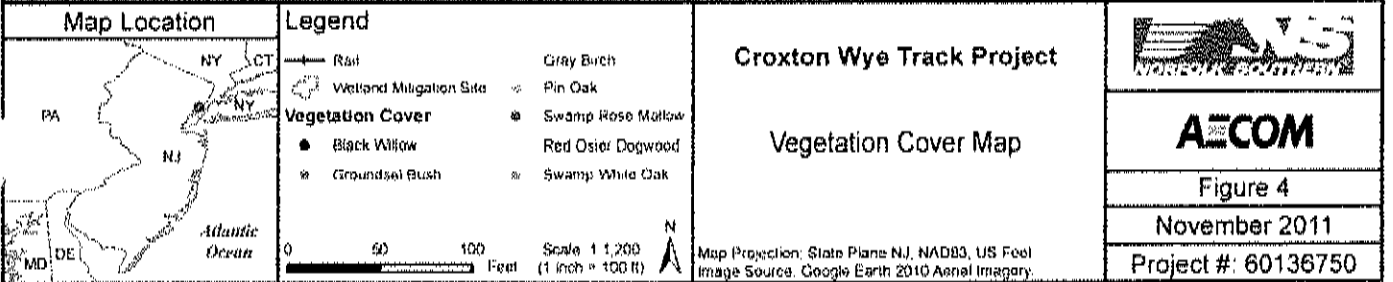 Map Location
NY
CT
NY
PA
NJ
Atlantic
Ocean
MD
DE
Legend
Rail
Wetland Mitigation Site
Vegetation Cover
Black Willow
Groundsel Bush
Gray Birch
Pin Oak
Swamp Rose Mallow
Red Osier Dogwood
Swamp White Oak
0 50 100
Feet
Scale 1:1,200
(1 inch = 100 ft)
N
Croxton Wye Track Project
Vegetation Cover Map
Map Projection: State Plane NJ, NAD83, US Feet
Image Source: Google Earth 2010 Aerial Imagery.
NS
NORFOLK SOUTHERN
AECOM
Figure 4
November 2011
Project #: 60136750